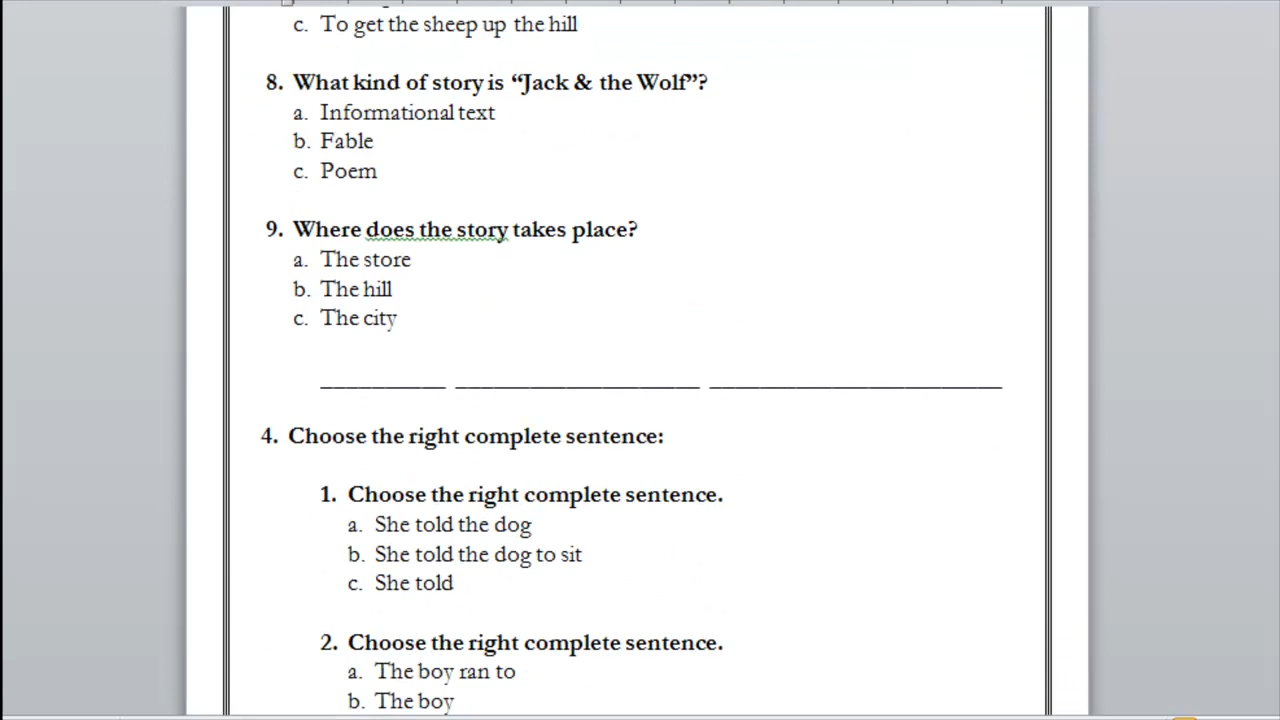 c. To get the sheep up the hill
8. What kind of story is “Jack & the Wolf”?
a. Informational text
b. Fable
c. Poem
9. Where does the story takes place?
a. The store
b. The hill
c. The city
4. Choose the right complete sentence:
1. Choose the right complete sentence.
a. She told the dog
b. She told the dog to sit
c. She told
2. Choose the right complete sentence.
a. The boy ran to
b. The boy